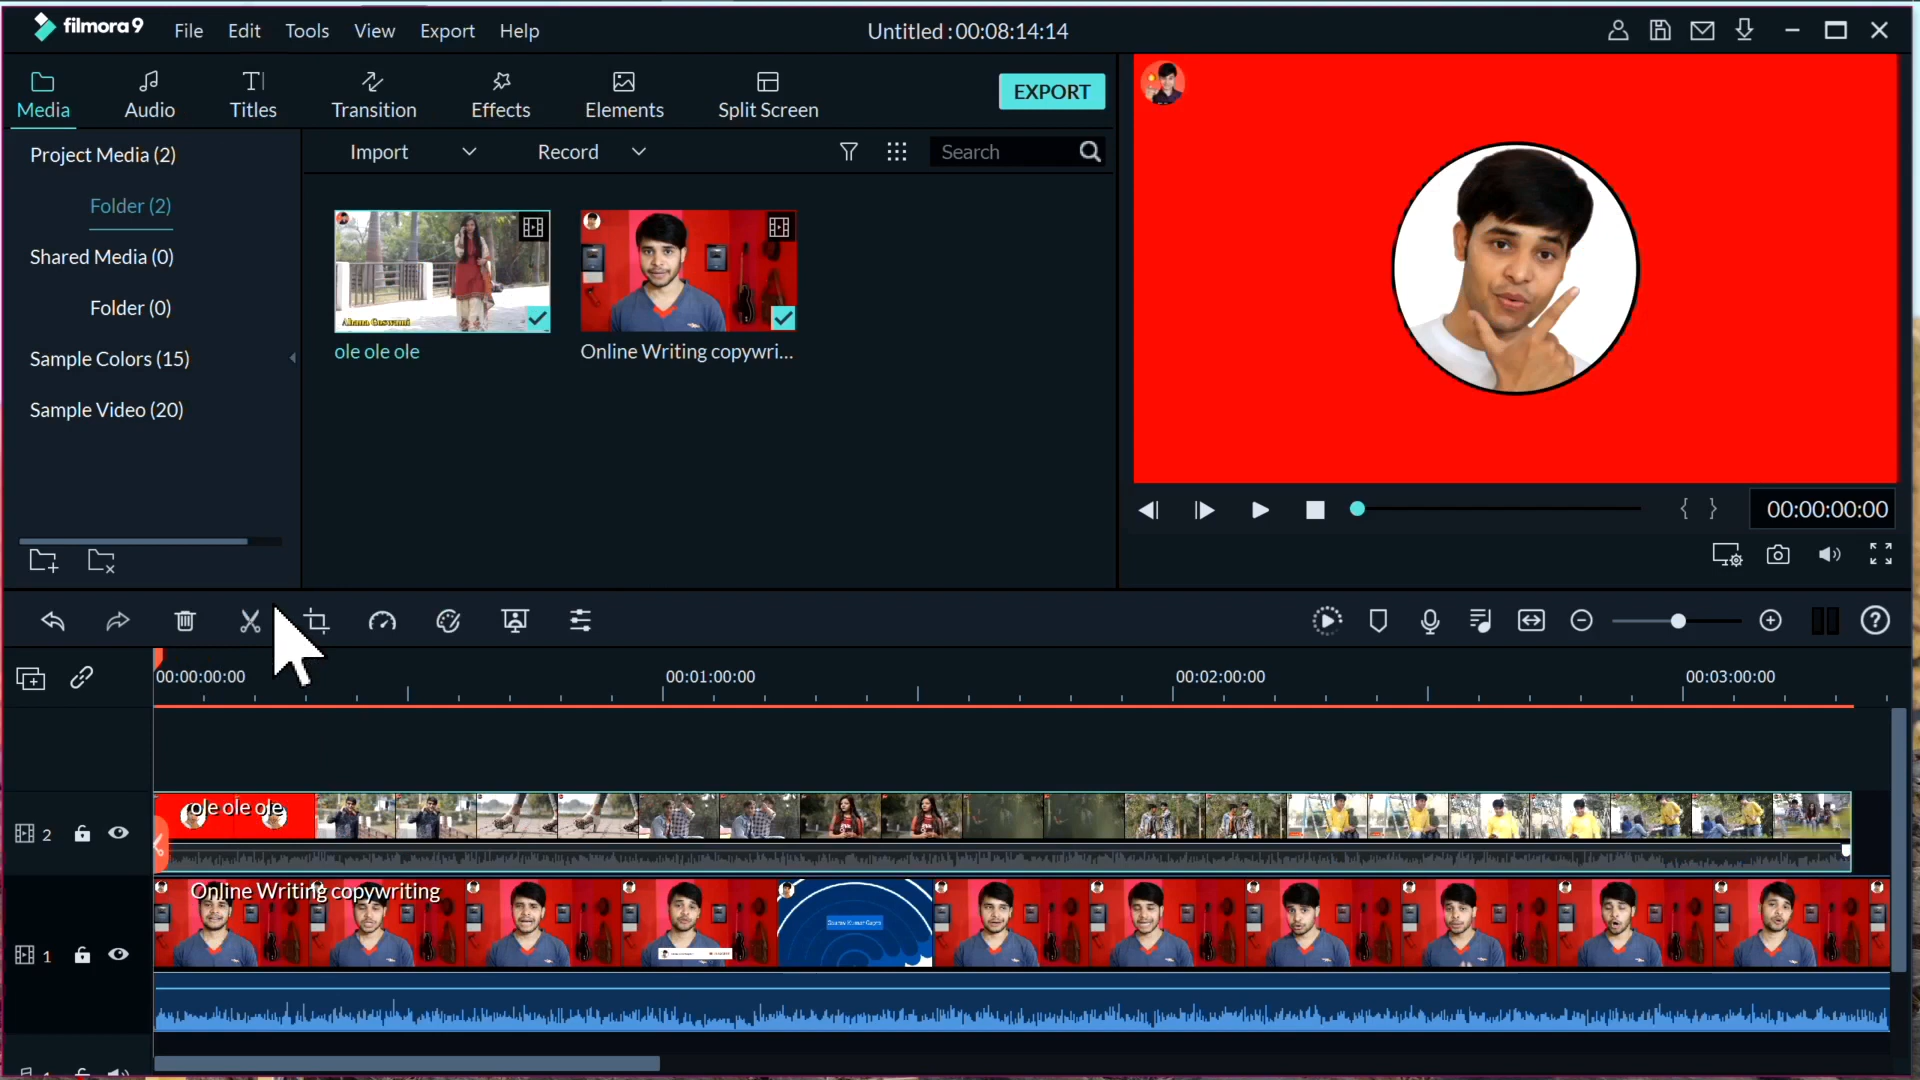 filmora9
File
Edit
Tools
View
Export
Help
Untitled : 00:08:14:14
Media
Audio
Titles
Transition
Effects
Elements
Split Screen
EXPORT
Project Media (2)
Folder (2)
Shared Media (0)
Folder (0)
Sample Colors (15)
Sample Video (20)
Import
Record
Search
Ahana Goswami
ole ole ole
Online Writing copywri...
{ }
00:00:00:00
00:00:00:00
00:01:00:00
00:02:00:00
00:03:00:00
2
ole ole ole
1
Online Writing copywriting